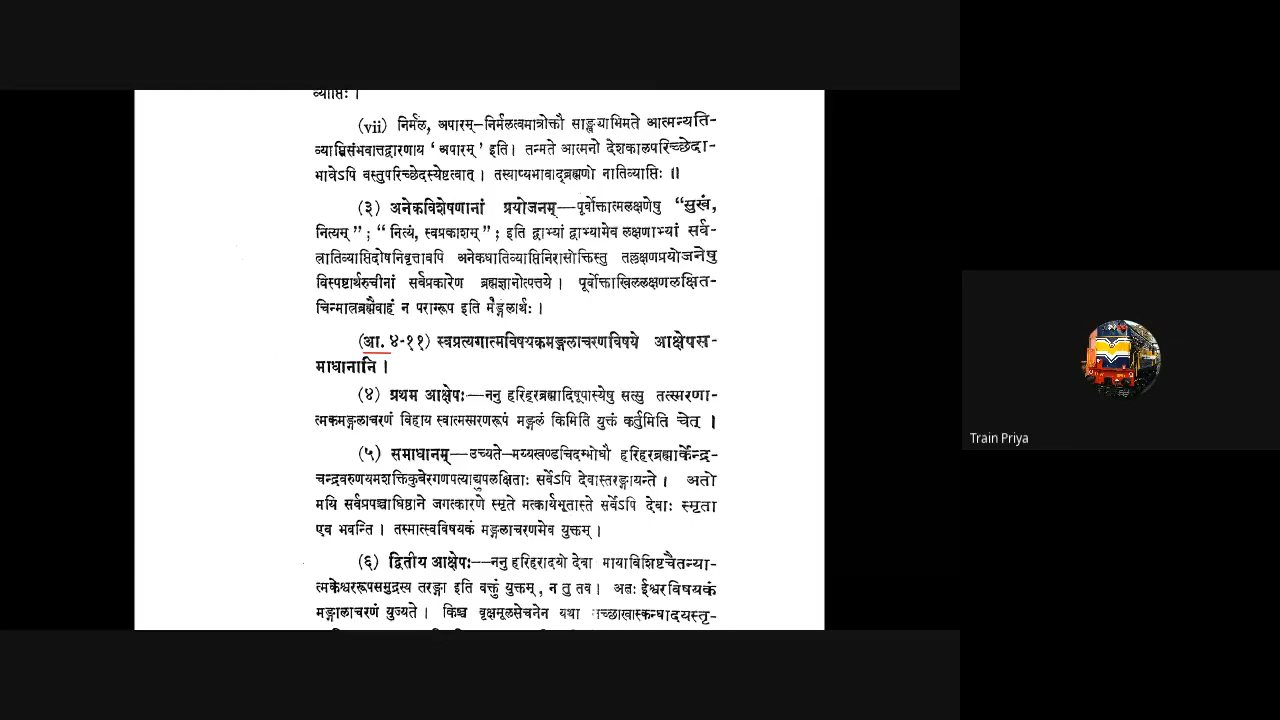 व्याप्तिः ।
(vii) निर्मलं, अपारम्–निर्मलत्वमात्रोक्तौ साङ्ख्याभिमते आत्मन्यति-
व्याप्तिसंभवात्तद्वारणाय ‘ अपारम् ’ इति । तन्मते आत्मनो देशकालपरिच्छेदा-
भावेऽपि वस्तुपरिच्छेदस्येष्टत्वात् । तस्याप्यभावाद्ब्रह्मणो नातिव्याप्तिः ॥
(३) अनेकविशेषणानां प्रयोजनम्—पूर्वोक्तात्मलक्षणेषु “सुखं,
नित्यम् ” ; “ नित्यं, स्वप्रकाशम् ” ; इति द्वाभ्यां द्वाभ्यामेव लक्षणाभ्यां सर्व-
त्रातिव्याप्तिदोषनिवृत्तावपि अनेकधातिव्याप्तिनिरासोक्तिस्तु तल्लक्षणप्रयोजनेषु
विस्पष्टार्थरुचीनां सर्वप्रकारेण ब्रह्मज्ञानोत्पत्तये । पूर्वोक्ताखिललक्षणलक्षित-
चिन्मात्रब्रह्मैवाहं न पराग्रूप इति मङ्गलार्थः ।
(आ. ४-११) स्वप्रत्यगात्मविषयकमङ्गलाचरणविषये आक्षेपस-
माधानानि ।
(४) प्रथम आक्षेपः—ननु हरिहरब्रह्मादिषूपास्येषु सत्सु तत्स्मरणा-
त्मकमङ्गलाचरणं विहाय स्वात्मस्मरणरूपं मङ्गलं किमिति युक्तं कर्तुमिति चेत् ।
(५) समाधानम्—उच्यते–मय्यखण्डचिदम्भोधौ हरिहरब्रह्मार्केन्द्र-
चन्द्रवरुणयमशक्तिकुबेरगणपत्याद्युपलक्षिताः सर्वेऽपि देवास्तरङ्गायन्ते । अतो
मयि सर्वप्रपञ्चाधिष्ठाने जगत्कारणे स्मृते मत्कार्यभूतास्ते सर्वेऽपि देवाः स्मृता
एव भवन्ति । तस्मात्स्वविषयकं मङ्गलाचरणमेव युक्तम् ।
(६) द्वितीय आक्षेपः—ननु हरिहरादयो देवा मायाविशिष्टचैतन्या-
त्मकेश्वररूपसमुद्रस्य तरङ्गा इति वक्तुं युक्तम् , न तु तव । अतः ईश्वरविषयकं
मङ्गलाचरणं युज्यते । किञ्च वृक्षमूलसेचनेन यथा तच्छाखास्कन्धादयस्तृ-
Train Priya